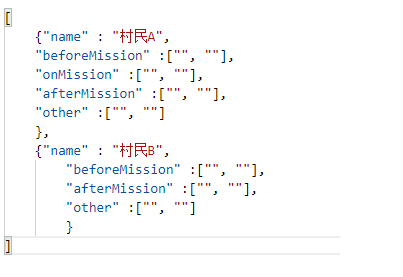 [
{"name" : "村民A",
"beforeMission" :["", ""],
"onMission" :["", ""],
"afterMission" :["", ""],
"other" :["", ""]
},
{"name" : "村民B",
"beforeMission" :["", ""],
"afterMission" :["", ""],
"other" :["", ""]
}
]